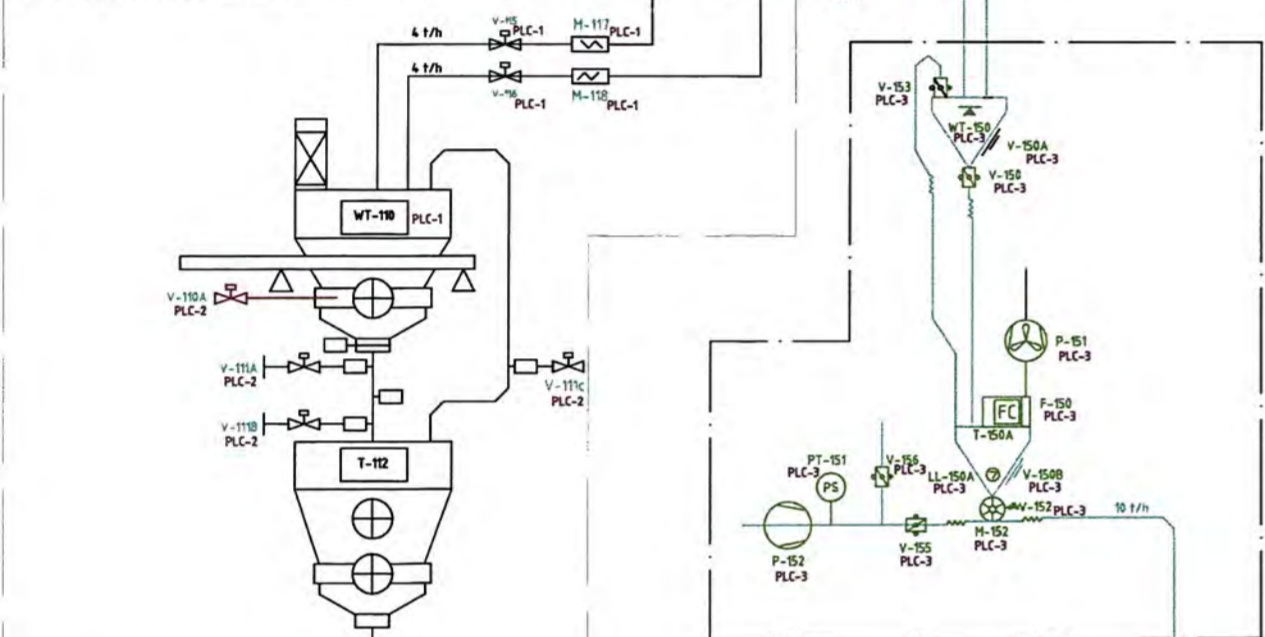 4 t/h
V-115
PLC-1
M-117
PLC-1
4 t/h
V-116
PLC-1
M-118
PLC-1
WT-110
PLC-1
V-110A
PLC-2
V-111A
PLC-2
V-111B
PLC-2
V-111c
PLC-2
T-112
V-153
PLC-3
WT-150
PLC-3
V-150A
PLC-3
V-150
PLC-3
P-151
PLC-3
F-150
PLC-3
FC
T-150A
PT-151
PLC-3
PS
V-156
PLC-3
LL-150A
PLC-3
V-150B
PLC-3
V-152
PLC-3
10 t/h
M-152
PLC-3
V-155
PLC-3
P-152
PLC-3